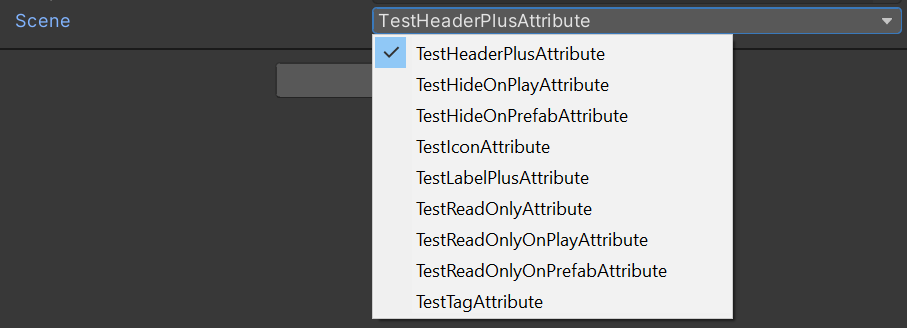 Scene
TestHeaderPlusAttribute
TestHeaderPlusAttribute
TestHideOnPlayAttribute
TestHideOnPrefabAttribute
TestIconAttribute
TestLabelPlusAttribute
TestReadOnlyAttribute
TestReadOnlyOnPlayAttribute
TestReadOnlyOnPrefabAttribute
TestTagAttribute